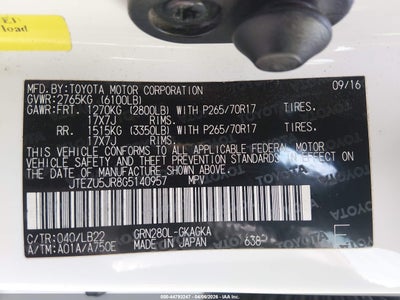 load
MFD.BY:TOYOTA MOTOR CORPORATION 09/16
GVWR:2765KG (6100LB)
GAWR:FRT. 1270KG (2800LB) WITH P265/70R17 TIRES.
17X7J RIMS.
RR. 1515KG (3350LB) WITH P265/70R17 TIRES.
17X7J RIMS.
THIS VEHICLE CONFORMS TO ALL APPLICABLE FEDERAL MOTOR
VEHICLE SAFETY AND THEFT PREVENTION STANDARDS IN EFFECT ON
THE DATE OF MANUFACTURE SHOWN ABOVE.
JTEZU5JR8G5140957 MPV
C/TR:040/LB22 GRN280L-GKAGKA
A/TM:A01A/A750E MADE IN JAPAN 638 E